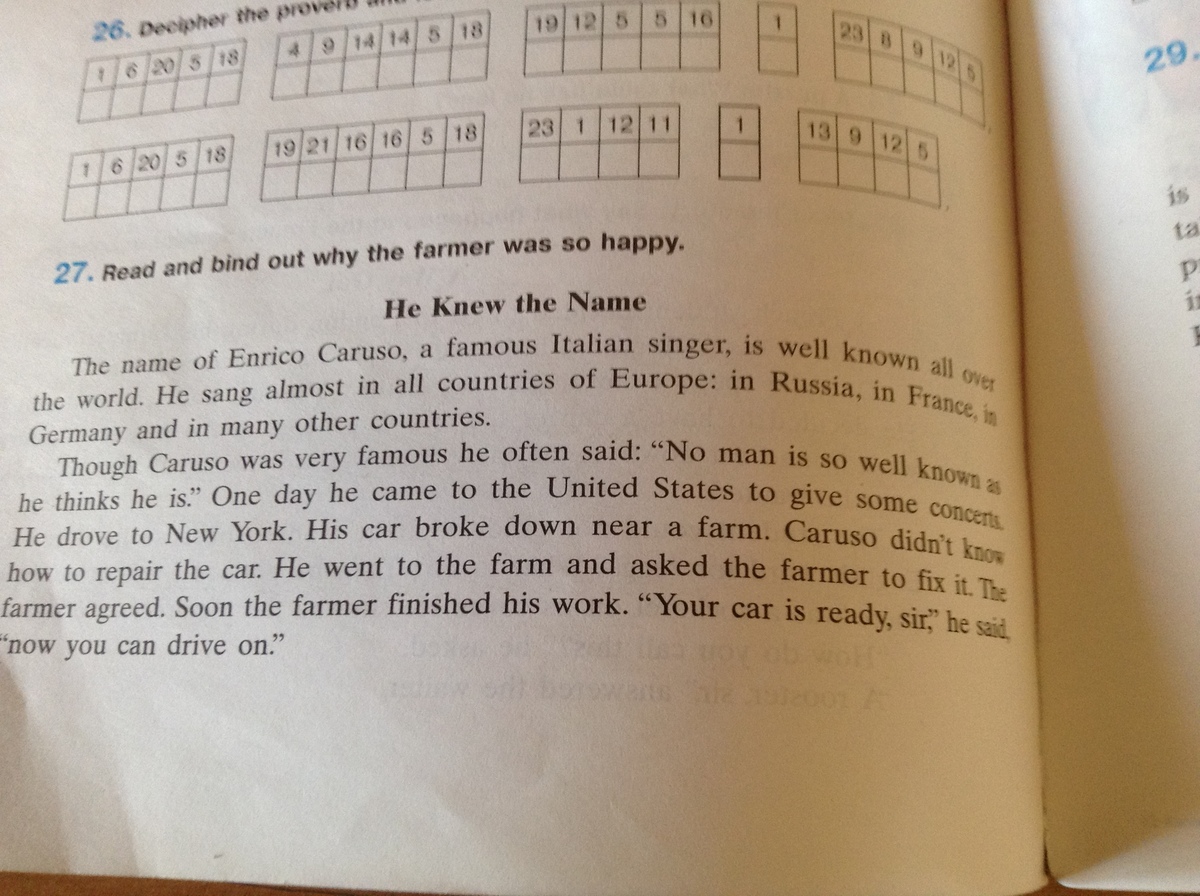 26. Decipher the proverb and
1 6 20 5 18 4 9 14 14 5 18 19 12 5 5 16 1 23 8 9 12 5
1 6 20 5 18 19 21 16 16 5 18 23 1 12 11 1 13 9 12 5
27. Read and bind out why the farmer was so happy.
He Knew the Name
The name of Enrico Caruso, a famous Italian singer, is well known all over
the world. He sang almost in all countries of Europe: in Russia, in France, in
Germany and in many other countries.
Though Caruso was very famous he often said: “No man is so well known as
he thinks he is.” One day he came to the United States to give some concerts.
He drove to New York. His car broke down near a farm. Caruso didn’t know
how to repair the car. He went to the farm and asked the farmer to fix it. The
farmer agreed. Soon the farmer finished his work. “Your car is ready, sir,” he said,
“now you can drive on.”
29.
is
ta